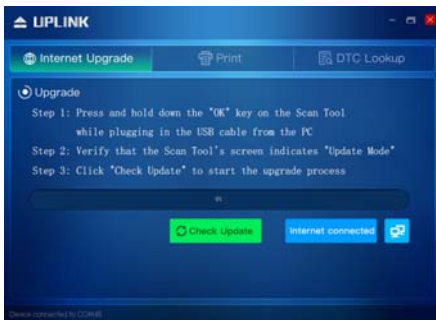 UPLINK
Internet Upgrade Print DTC Lookup
Upgrade
Step 1: Press and hold down the "OK" key on the Scan Tool
while plugging in the USB cable from the PC
Step 2: Verify that the Scan Tool's screen indicates "Update Mode"
Step 3: Click "Check Update" to start the upgrade process
0%
Check Update Internet connected